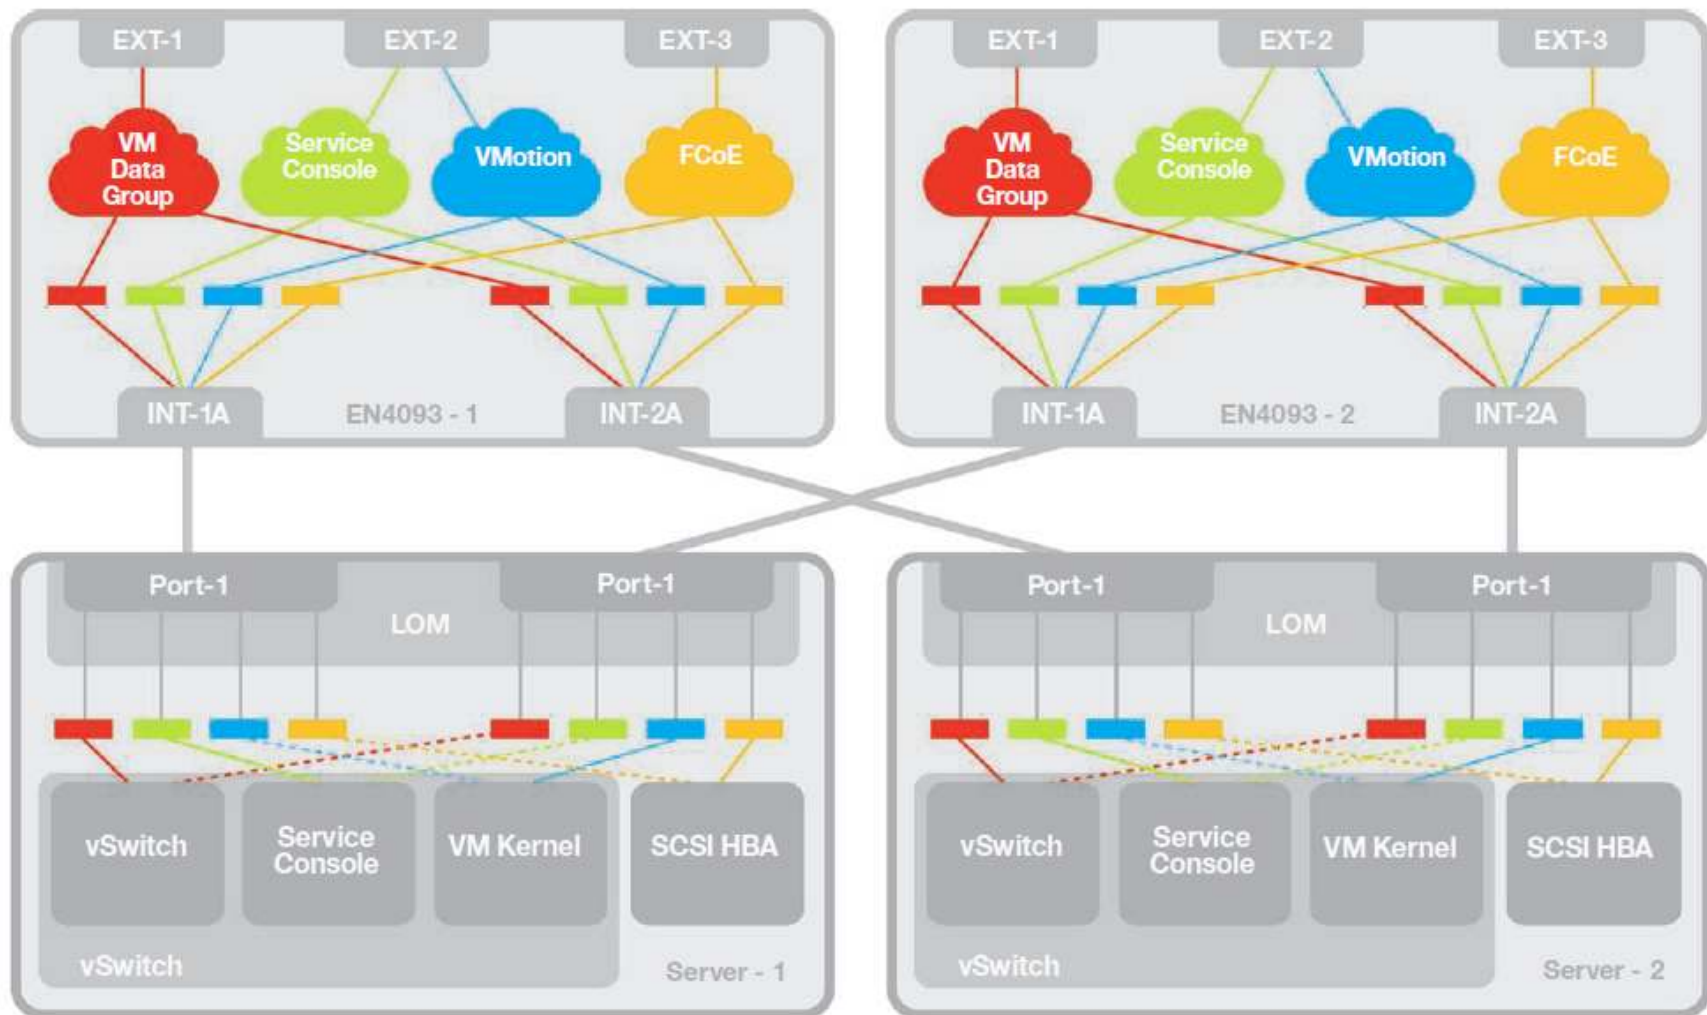 EXT-1 EXT-2 EXT-3
VM
Data
Group
Service
Console
VMotion
FCoE
INT-1A EN4093 - 1 INT-2A
EXT-1 EXT-2 EXT-3
VM
Data
Group
Service
Console
VMotion
FCoE
INT-1A EN4093 - 2 INT-2A
Port-1 Port-1
LOM
vSwitch
Service
Console
VM Kernel
SCSI HBA
vSwitch
Server - 1
Port-1 Port-1
LOM
vSwitch
Service
Console
VM Kernel
SCSI HBA
vSwitch
Server - 2